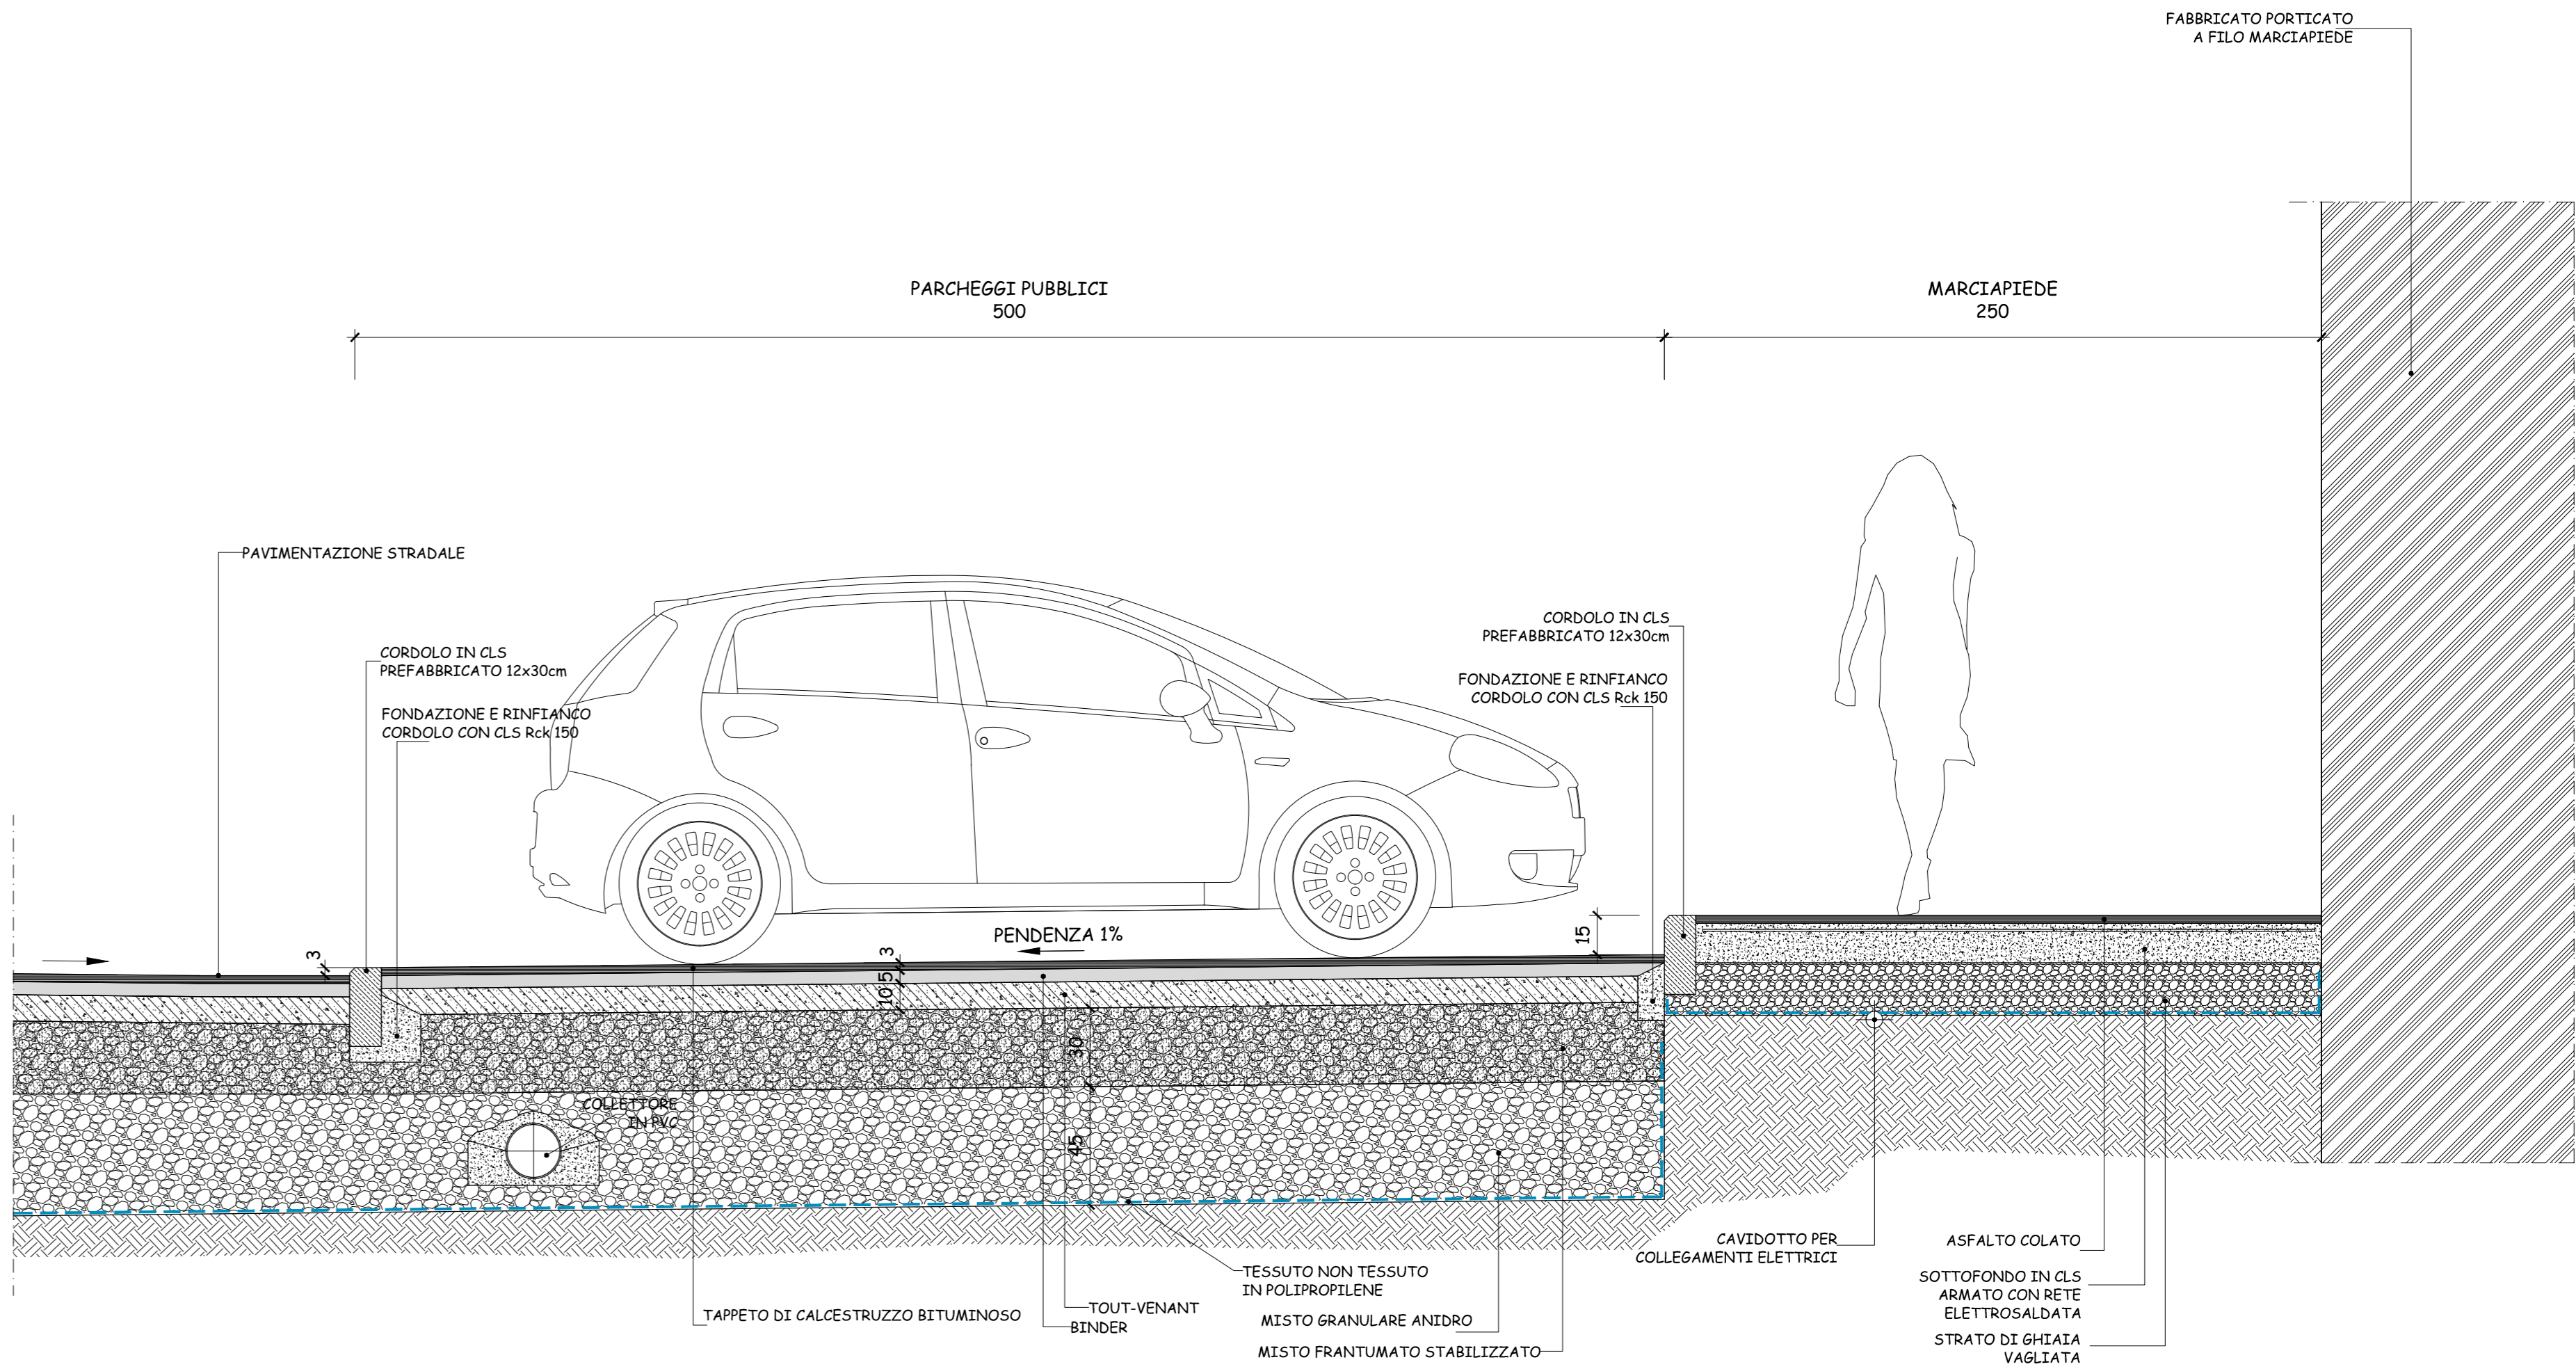 FABBRICATO PORTICATO
A FILO MARCIAPIEDE
PARCHEGGI PUBBLICI
500
MARCIAPIEDE
250
PAVIMENTAZIONE STRADALE
CORDOLO IN CLS
PREFABBRICATO 12x30cm
FONDAZIONE E RINFIANCO
CORDOLO CON CLS Rck 150
CORDOLO IN CLS
PREFABBRICATO 12x30cm
FONDAZIONE E RINFIANCO
CORDOLO CON CLS Rck 150
PENDENZA 1%
3
3
5
10
30
45
15
COLLETTORE
IN PVC
CAVIDOTTO PER
COLLEGAMENTI ELETTRICI
ASFALTO COLATO
SOTTOFONDO IN CLS
ARMATO CON RETE
ELETTROSALDATA
STRATO DI GHIAIA
VAGLIATA
TESSUTO NON TESSUTO
IN POLIPROPILENE
TAPPETO DI CALCESTRUZZO BITUMINOSO
TOUT-VENANT
BINDER
MISTO GRANULARE ANIDRO
MISTO FRANTUMATO STABILIZZATO